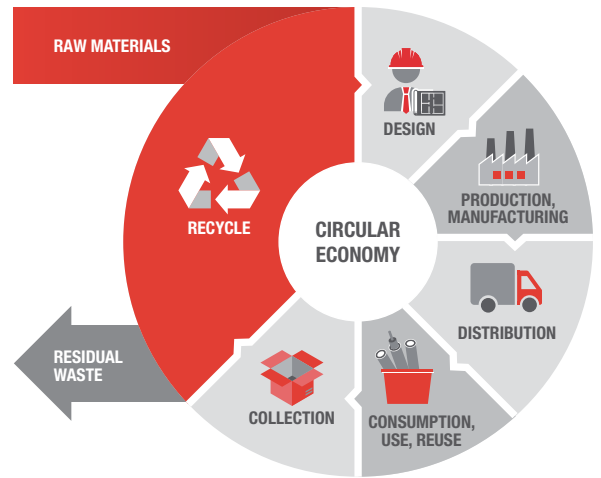 RAW MATERIALS
DESIGN
PRODUCTION,
MANUFACTURING
RECYCLE
CIRCULAR
ECONOMY
DISTRIBUTION
RESIDUAL
WASTE
COLLECTION
CONSUMPTION,
USE, REUSE